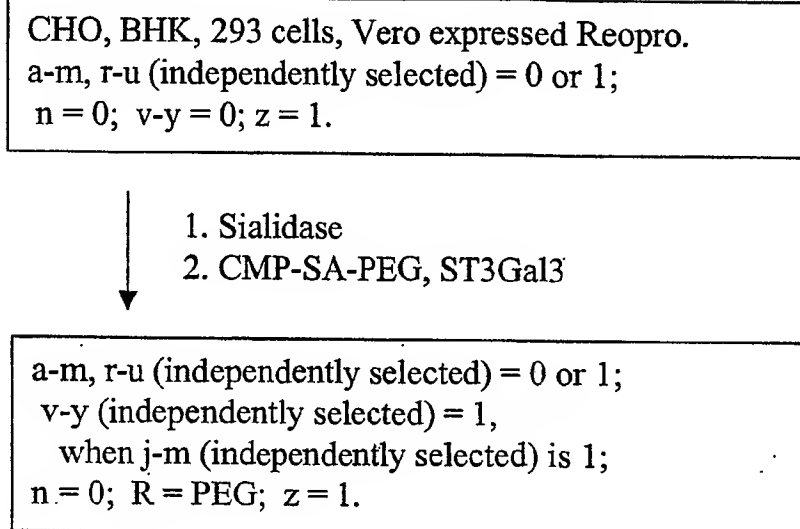 CHO, BHK, 293 cells, Vero expressed Reopro.
a-m, r-u (independently selected) = 0 or 1;
n = 0; v-y = 0; z = 1.
1. Sialidase
2. CMP-SA-PEG, ST3Gal3
a-m, r-u (independently selected) = 0 or 1;
v-y (independently selected) = 1,
when j-m (independently selected) is 1;
n = 0; R = PEG; z = 1.